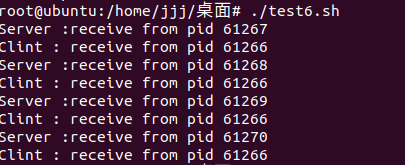 root@ubuntu:/home/jjj/桌面# ./test6.sh
Server :receive from pid 61267
Clint : receive from pid 61266
Server :receive from pid 61268
Clint : receive from pid 61266
Server :receive from pid 61269
Clint : receive from pid 61266
Server :receive from pid 61270
Clint : receive from pid 61266